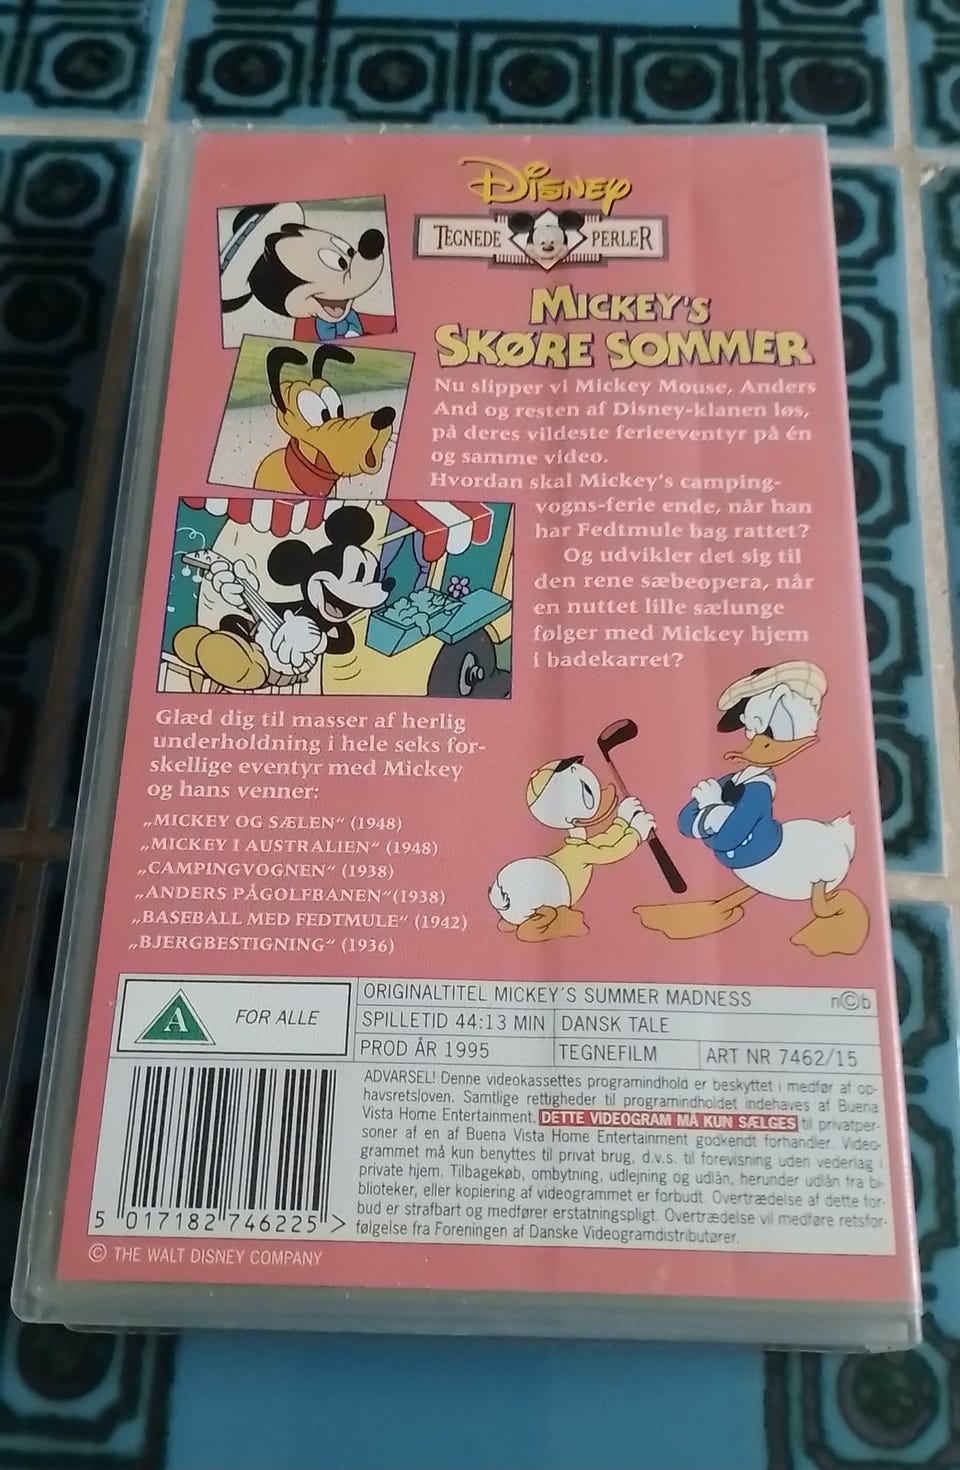 DISNEY
TEGNEDE PERLER
MICKEY'S
SKØRE SOMMER
Nu slipper vi Mickey Mouse, Anders
And og resten af Disney-klanen løs,
på deres vildeste ferieeventyr på én
og samme video.
Hvordan skal Mickey's camping-
vogns-ferie ende, når han
har Fedtmule bag rattet?
Og udvikler det sig til
den rene sæbeopera, når
en nuttet lille sælunge
følger med Mickey hjem
i badekarret?
Glæd dig til masser af herlig
underholdning i hele seks for-
skellige eventyr med Mickey
og hans venner:
„MICKEY OG SÆLEN“ (1948)
„MICKEY I AUSTRALIEN“ (1948)
„CAMPINGVOGNEN“ (1938)
„ANDERS PÅGOLFBANEN“(1938)
„BASEBALL MED FEDTMULE“ (1942)
„BJERGBESTIGNING“ (1936)
A FOR ALLE
ORIGINALTITEL MICKEY´S SUMMER MADNESS n©b
SPILLETID 44:13 MIN DANSK TALE
PROD ÅR 1995 TEGNEFILM ART NR 7462/15
ADVARSEL! Denne videokassettes programindhold er beskyttet i medfør af op-
havsretsloven. Samtlige rettigheder til programindholdet indehaves af Buena
Vista Home Entertainment. DETTE VIDEOGRAM MÅ KUN SÆLGES til privatper-
soner af en af Buena Vista Home Entertainment godkendt forhandler. Video-
grammet må kun benyttes til privat brug, d.v.s. til forevisning uden vederlag i
private hjem. Tilbagekøb, ombytning, udlejning og udlån, herunder udlån fra bi-
blioteker, eller kopiering af videogrammet er forbudt. Overtrædelse af dette for-
bud er strafbart og medfører erstatningspligt. Overtrædelse vil medføre retsfor-
følgelse fra Foreningen af Danske Videogramdistributører.
5 017182 746225 >
© THE WALT DISNEY COMPANY